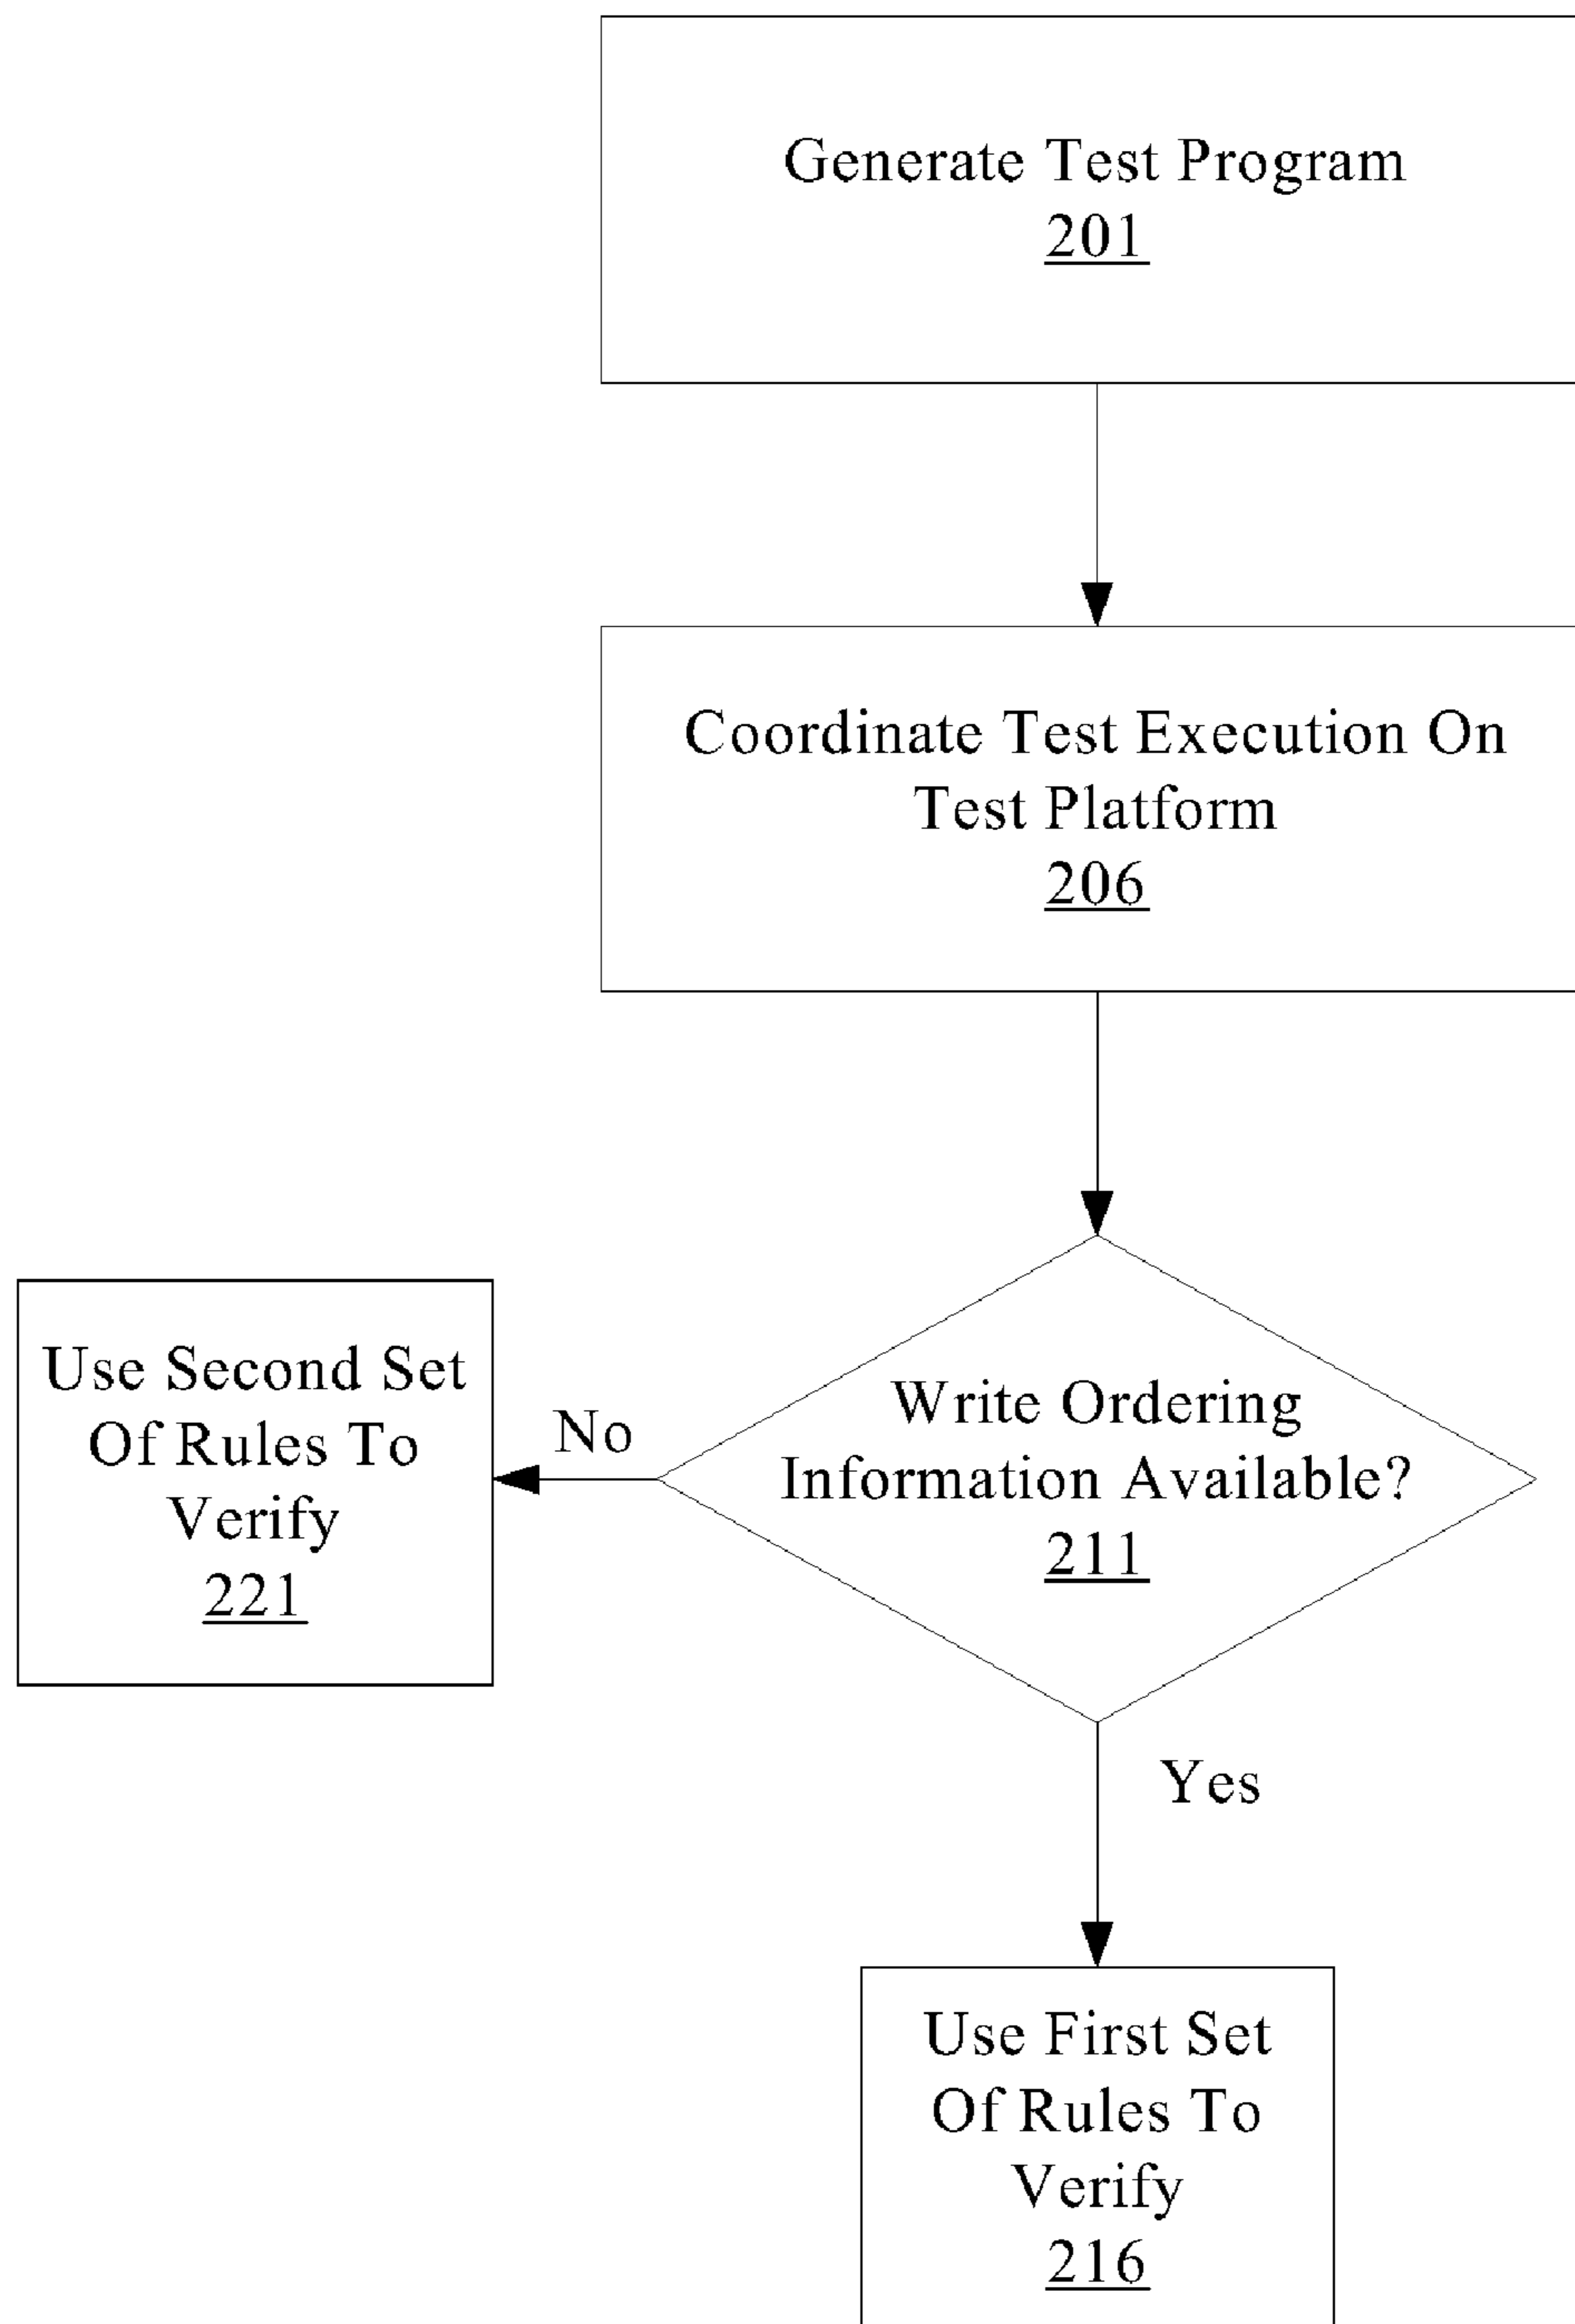 Generate Test Program
201
Coordinate Test Execution On
Test Platform
206
Write Ordering
Information Available?
211
No
Use Second Set
Of Rules To
Verify
221
Yes
Use First Set
Of Rules To
Verify
216